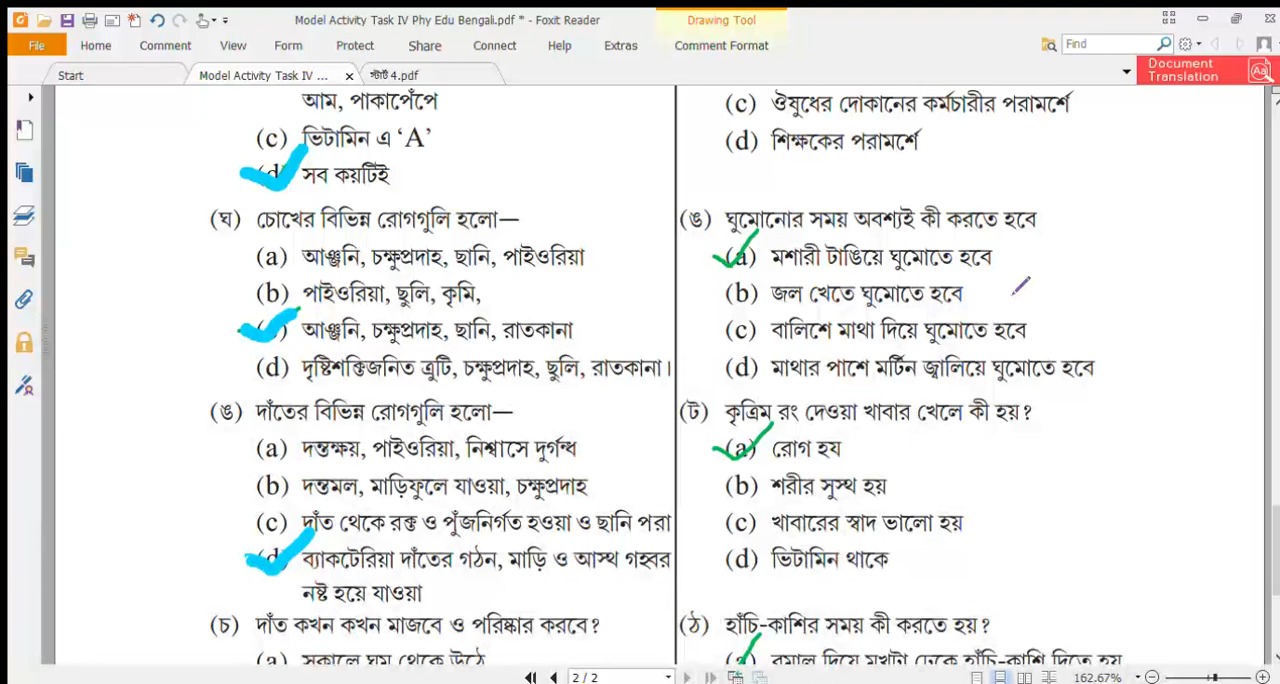 Model Activity Task IV Phy Edu Bengali.pdf * - Foxit Reader
Drawing Tool
File Home Comment View Form Protect Share Connect Help Extras Comment Format
Find
Start
Model Activity Task IV ...
স্টার্ট 4.pdf
Document
Translation
আম, পাকাপেঁপে
(c) ভিটামিন এ ‘A’
(d) সব কয়টিই
(ঘ) চোখের বিভিন্ন রোগগুলি হলো—
(a) আঞ্জনি, চক্ষুপ্রদাহ, ছানি, পাইওরিয়া
(b) পাইওরিয়া, ছুলি, কৃমি,
আঞ্জনি, চক্ষুপ্রদাহ, ছানি, রাতকানা
(d) দৃষ্টিশক্তিজনিত ত্রুটি, চক্ষুপ্রদাহ, ছুলি, রাতকানা।
(ঙ) দাঁতের বিভিন্ন রোগগুলি হলো—
(a) দন্তক্ষয়, পাইওরিয়া, নিশ্বাসে দুর্গন্ধ
(b) দন্তমল, মাড়িফুলে যাওয়া, চক্ষুপ্রদাহ
(c) দাঁত থেকে রক্ত ও পুঁজনির্গত হওয়া ও ছানি পরা
(d) ব্যাকটেরিয়া দাঁতের গঠন, মাড়ি ও আস্থ গহ্বর
নষ্ট হয়ে যাওয়া
(চ) দাঁত কখন কখন মাজবে ও পরিষ্কার করবে?
(a) সকালে ঘুম থেকে উঠে
(c) ঔষুধের দোকানের কর্মচারীর পরামর্শে
(d) শিক্ষকের পরামর্শে
(ঙ) ঘুমোনোর সময় অবশ্যই কী করতে হবে
(a) মশারী টাঙিয়ে ঘুমোতে হবে
(b) জল খেতে ঘুমোতে হবে
(c) বালিশে মাথা দিয়ে ঘুমোতে হবে
(d) মাথার পাশে মর্টিন জ্বালিয়ে ঘুমোতে হবে
(ট) কৃত্রিম রং দেওয়া খাবার খেলে কী হয়?
(a) রোগ হয
(b) শরীর সুস্থ হয়
(c) খাবারের স্বাদ ভালো হয়
(d) ভিটামিন থাকে
(ঠ) হাঁচি-কাশির সময় কী করতে হয়?
(a) রুমাল দিয়ে মুখটা ঢেকে হাঁচি-কাশি দিতে হয়
2 / 2
162.67%